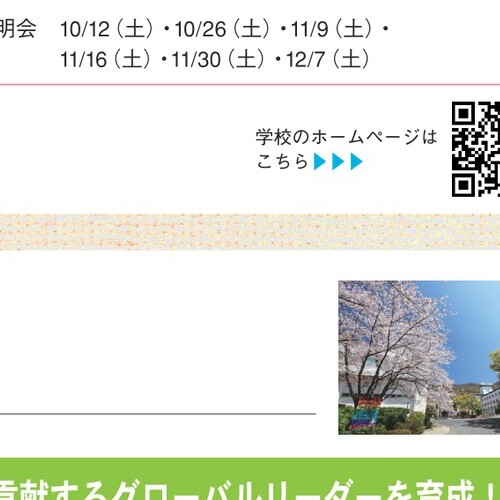 明会 10/12（土）・10/26（土）・11/9（土）・
11/16（土）・11/30（土）・12/7（土）
学校のホームページは
こちら▶▶▶
貢献するグローバルリーダーを育成！